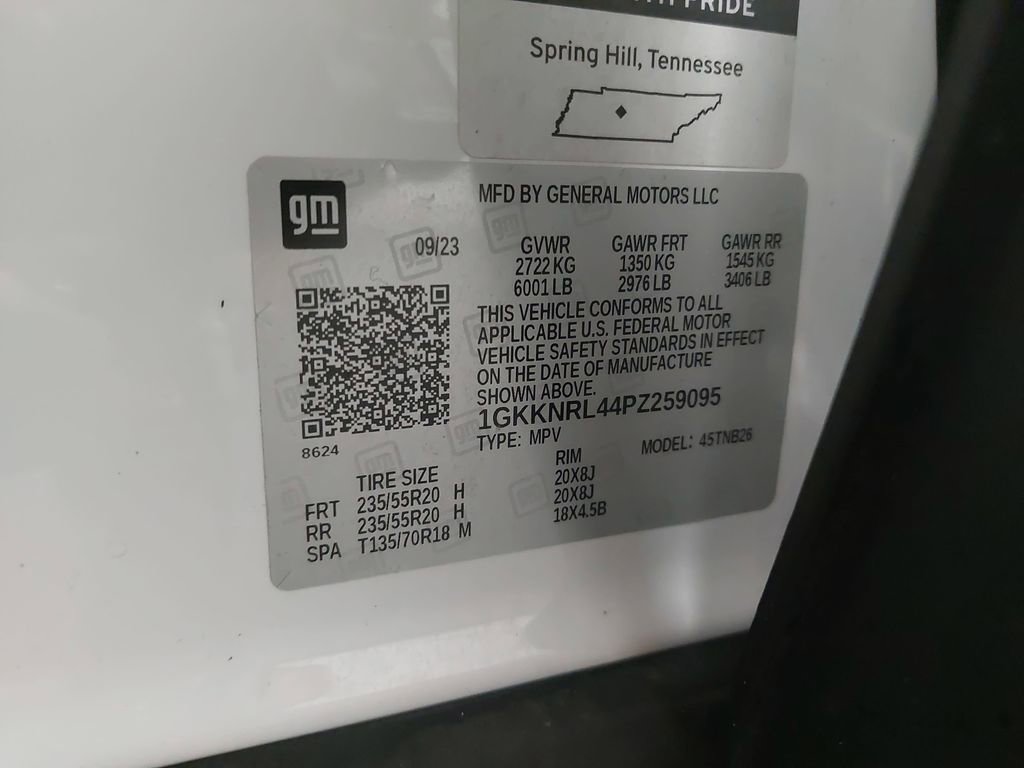 PRIDE
Spring Hill, Tennessee
gm
MFD BY GENERAL MOTORS LLC
09/23
GVWR GAWR FRT GAWR RR
2722 KG 1350 KG 1545 KG
6001 LB 2976 LB 3406 LB
THIS VEHICLE CONFORMS TO ALL
APPLICABLE U.S. FEDERAL MOTOR
VEHICLE SAFETY STANDARDS IN EFFECT
ON THE DATE OF MANUFACTURE
SHOWN ABOVE.
1GKKNRL44PZ259095
TYPE: MPV MODEL: 45TNB26
8624
TIRE SIZE RIM
FRT 235/55R20 H 20X8J
RR 235/55R20 H 20X8J
SPA T135/70R18 M 18X4.5B